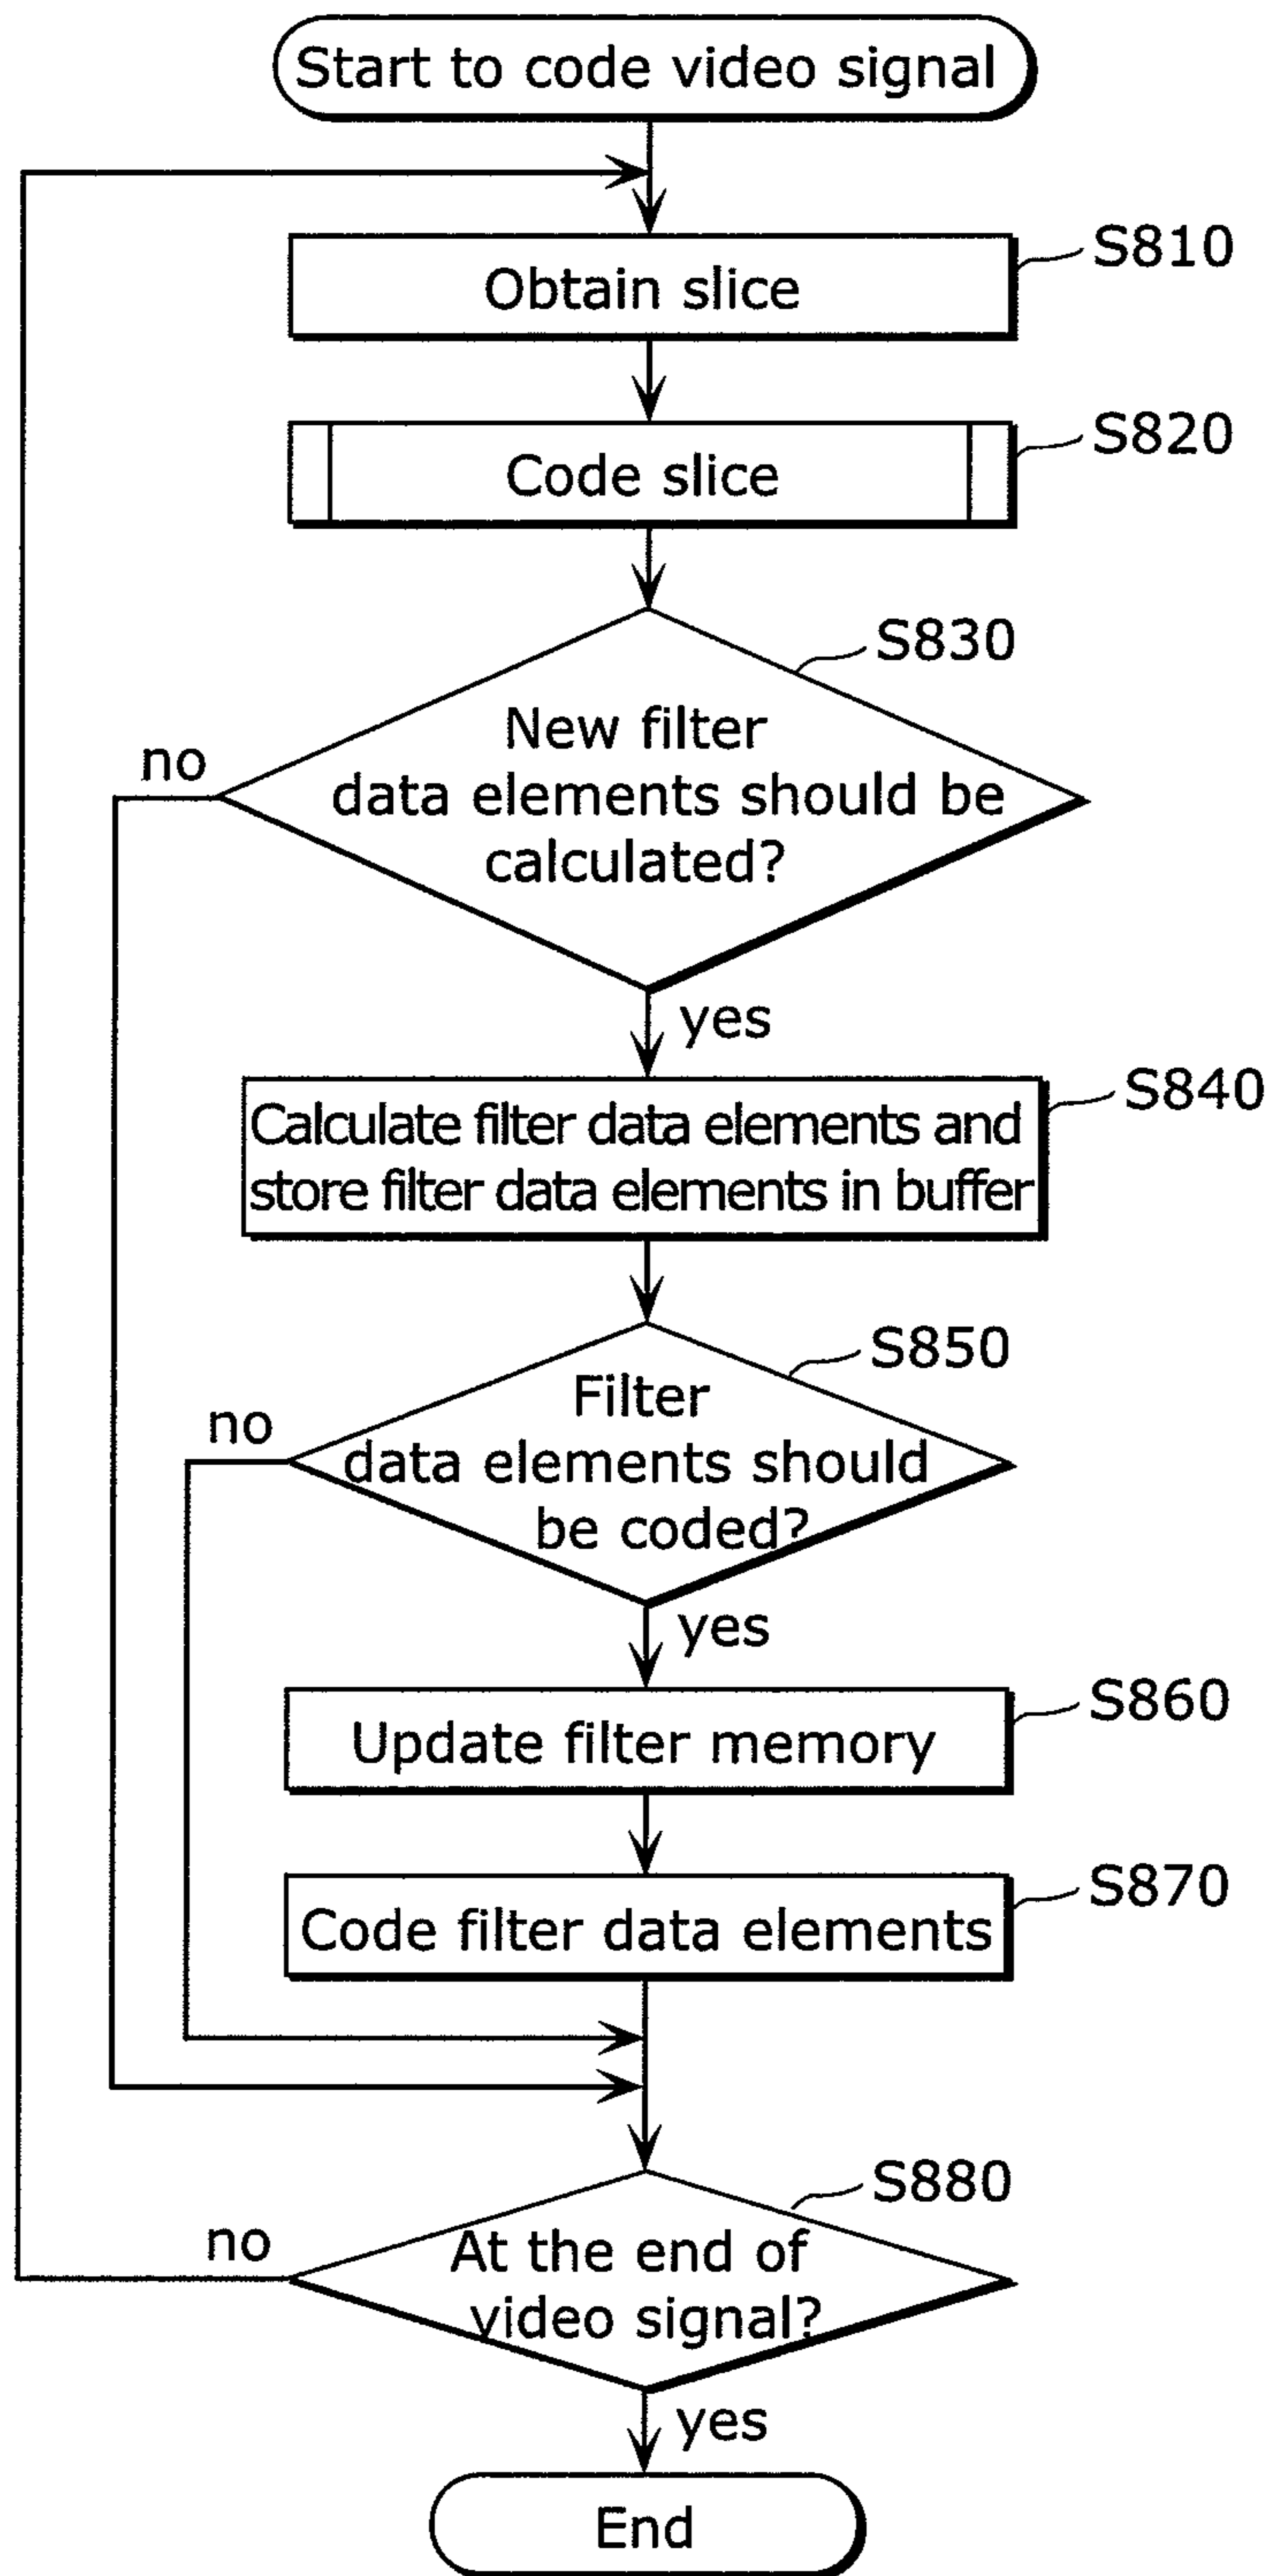 Start to code video signal
S810
Obtain slice
S820
Code slice
S830
New filter
data elements should be
calculated?
no
yes
S840
Calculate filter data elements and
store filter data elements in buffer
S850
Filter
data elements should
be coded?
no
yes
S860
Update filter memory
S870
Code filter data elements
S880
At the end of
video signal?
no
yes
End